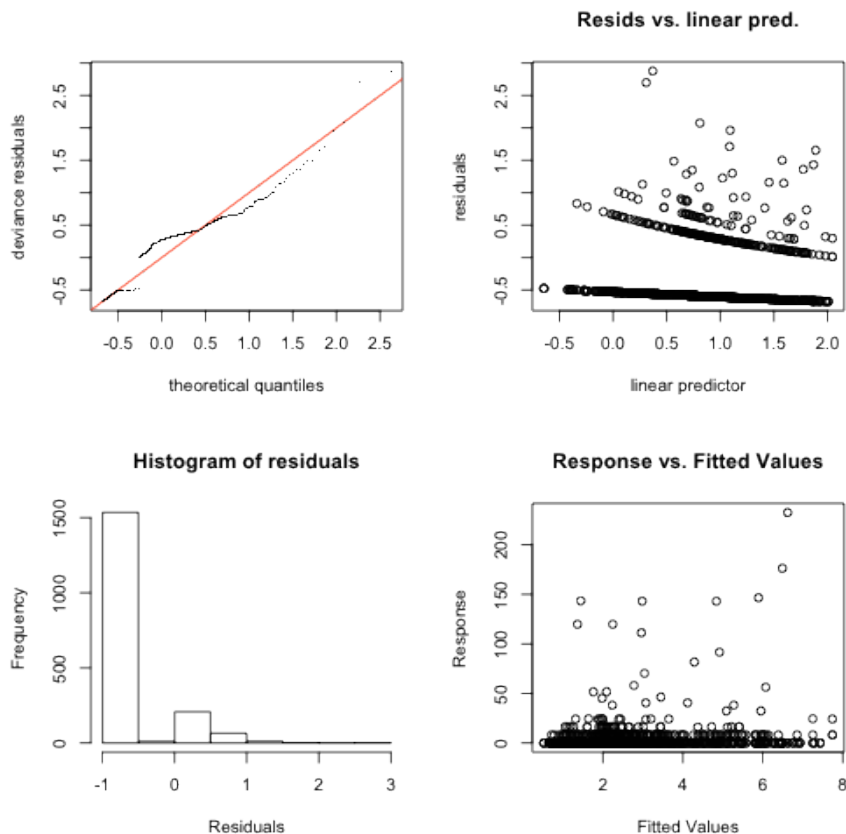 deviance residuals
2.5
1.5
0.5
-0.5
-0.5 0.0 0.5 1.0 1.5 2.0 2.5
theoretical quantiles
Resids vs. linear pred.
residuals
2.5
1.5
0.5
-0.5
-0.5 0.0 0.5 1.0 1.5 2.0
linear predictor
Histogram of residuals
Frequency
1500
1000
500
0
-1 0 1 2 3
Residuals
Response vs. Fitted Values
Response
200
150
100
50
0
2 4 6 8
Fitted Values